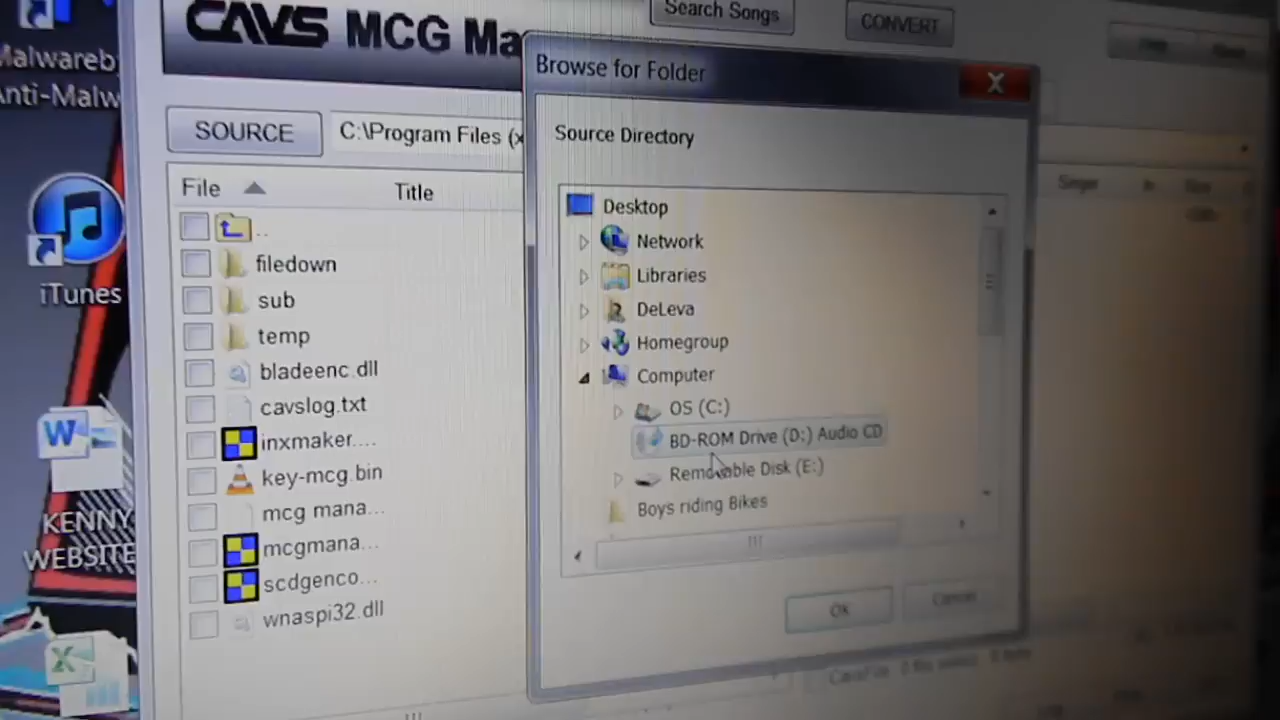 Malwareb
Anti-Malw
iTunes
KENNY
WEBSITE
CAVS MCG Ma
Search Songs
CONVERT
SOURCE
C:\Program Files (x
File
Title
..
filedown
sub
temp
bladeenc.dll
cavslog.txt
inxmaker....
key-mcg.bin
mcg mana...
mcgmana...
scdgenco...
wnaspi32.dll
Browse for Folder
Source Directory
Desktop
Network
Libraries
DeLeva
Homegroup
Computer
OS (C:)
BD-ROM Drive (D:) Audio CD
Removable Disk (E:)
Boys riding Bikes
Ok
Cancel
Singer